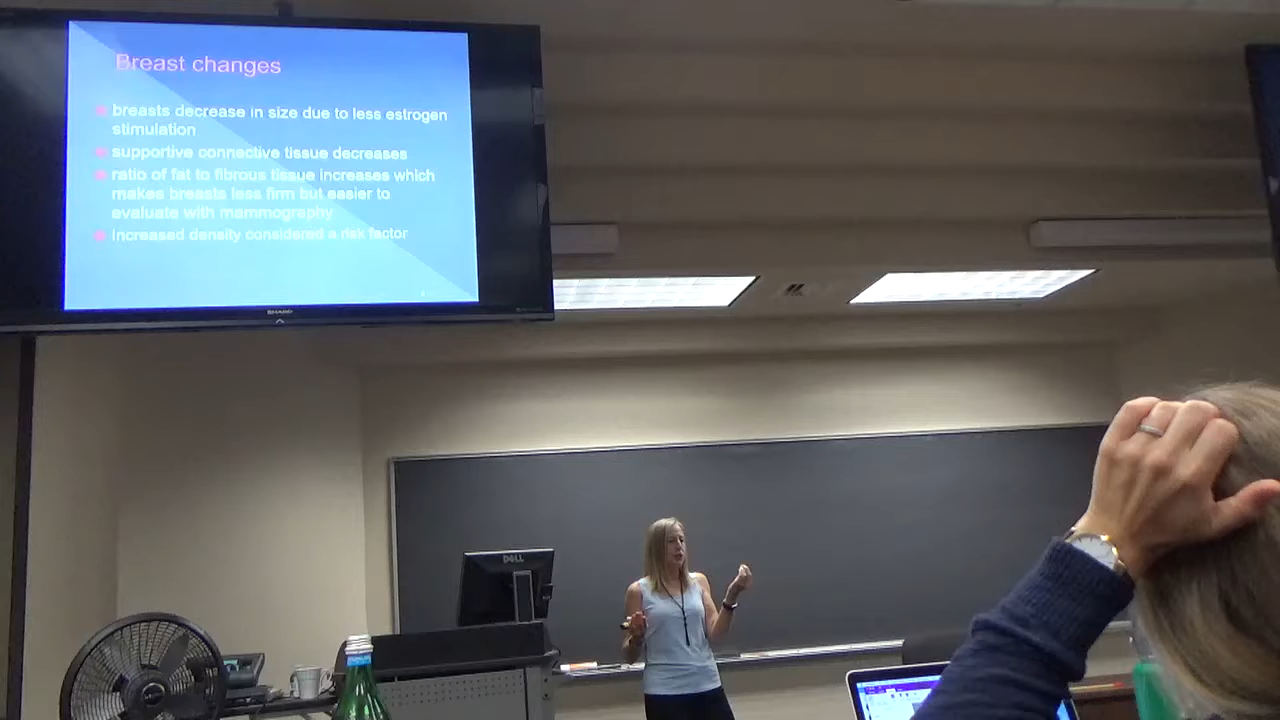 Breast changes
breasts decrease in size due to less estrogen
stimulation
supportive connective tissue decreases
ratio of fat to fibrous tissue increases which
makes breasts less firm but easier to
evaluate with mammography
Increased density considered a risk factor
SHARP
DELL